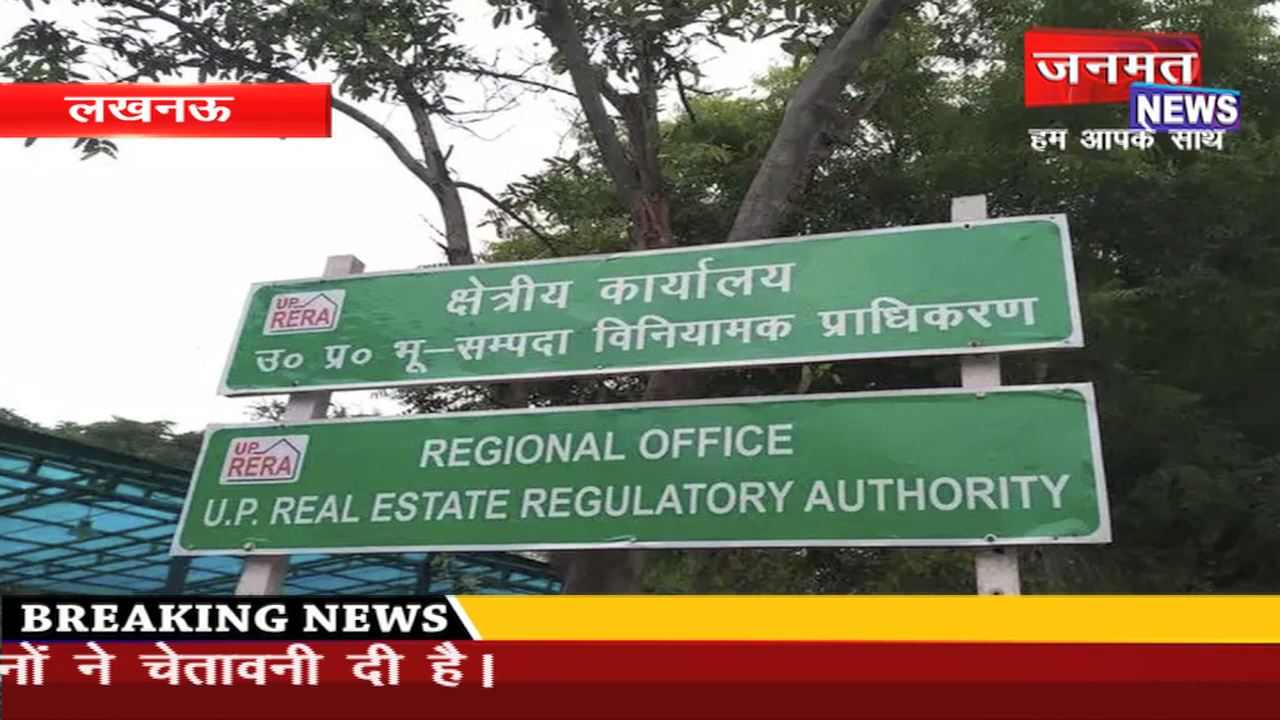 लखनऊ
जनमत
NEWS
हम आपके साथ
UP
RERA
क्षेत्रीय कार्यालय
उ० प्र० भू–सम्पदा विनियामक प्राधिकरण
UP
RERA
REGIONAL OFFICE
U.P. REAL ESTATE REGULATORY AUTHORITY
BREAKING NEWS
ने चेतावनी दी है।